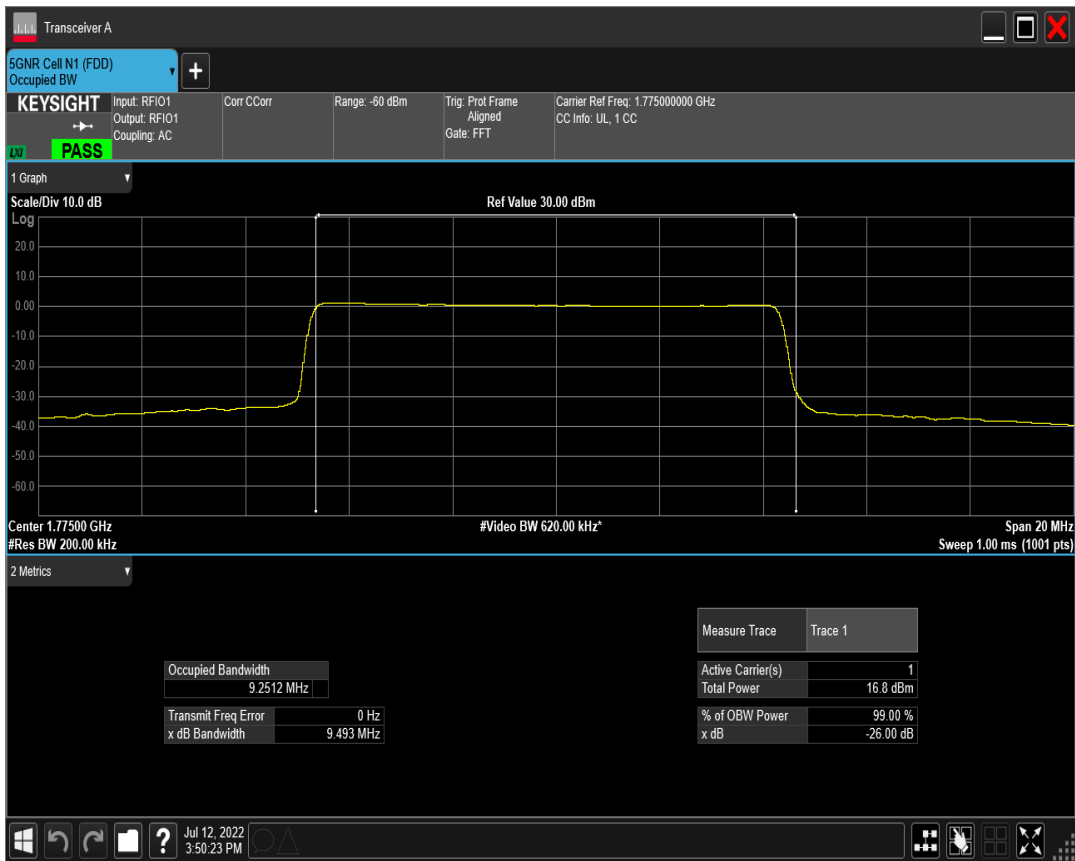 Transceiver A
5GNR Cell N1 (FDD)
Occupied BW
+
KEYSIGHT
LXI
PASS
Input: RFIO1
Output: RFIO1
Coupling: AC
Corr CCorr
Range: -60 dBm
Trig: Prot Frame
Aligned
Gate: FFT
Carrier Ref Freq: 1.775000000 GHz
CC Info: UL, 1 CC
1 Graph
Scale/Div 10.0 dB
Ref Value 30.00 dBm
Log
20.0
10.0
0.00
-10.0
-20.0
-30.0
-40.0
-50.0
-60.0
Center 1.77500 GHz
#Video BW 620.00 kHz*
Span 20 MHz
#Res BW 200.00 kHz
Sweep 1.00 ms (1001 pts)
2 Metrics
Measure Trace Trace 1
Occupied Bandwidth
9.2512 MHz
Active Carrier(s) 1
Total Power 16.8 dBm
Transmit Freq Error 0 Hz
x dB Bandwidth 9.493 MHz
% of OBW Power 99.00 %
x dB -26.00 dB
?
Jul 12, 2022
3:50:23 PM